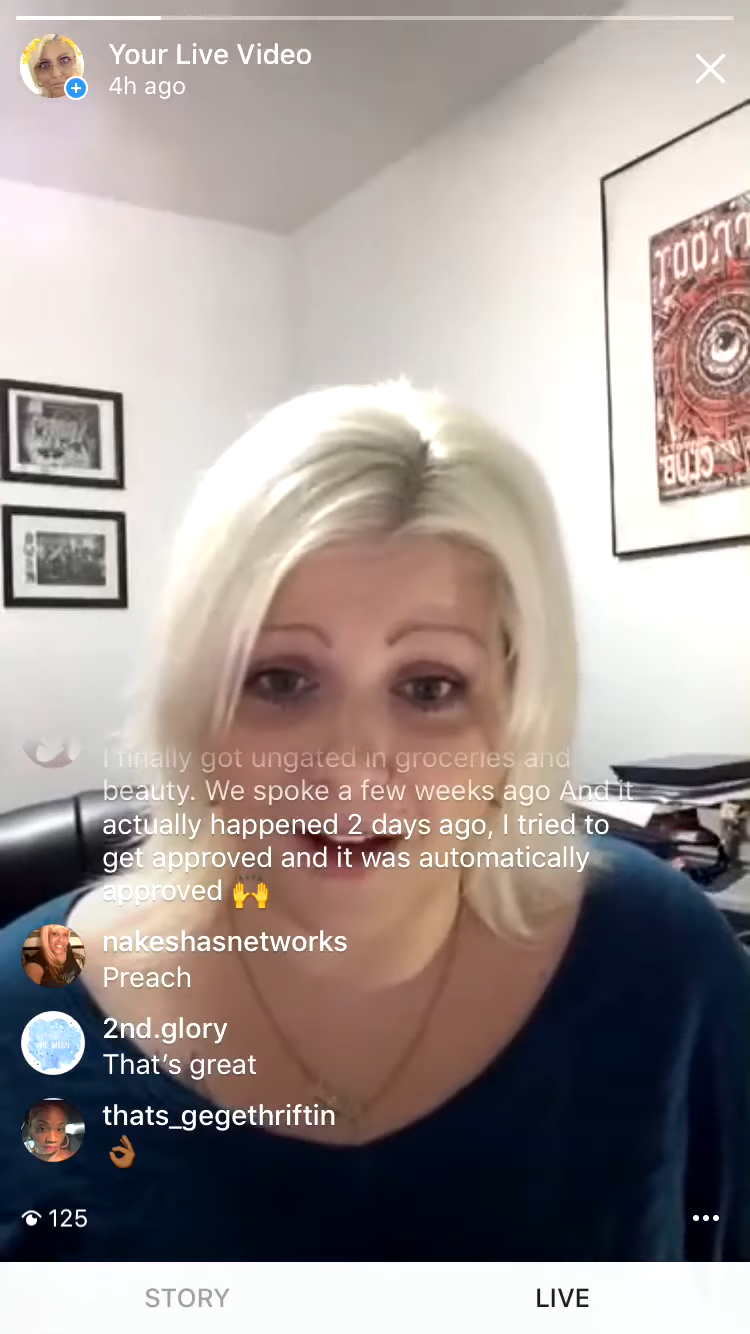 Your Live Video
4h ago
I finally got ungated in groceries and
beauty. We spoke a few weeks ago And it
actually happened 2 days ago, I tried to
get approved and it was automatically
approved 🙌
nakeshasnetworks
Preach
2nd.glory
That’s great
thats_gegethriftin
👌🏾
125
STORY
LIVE
CLUB